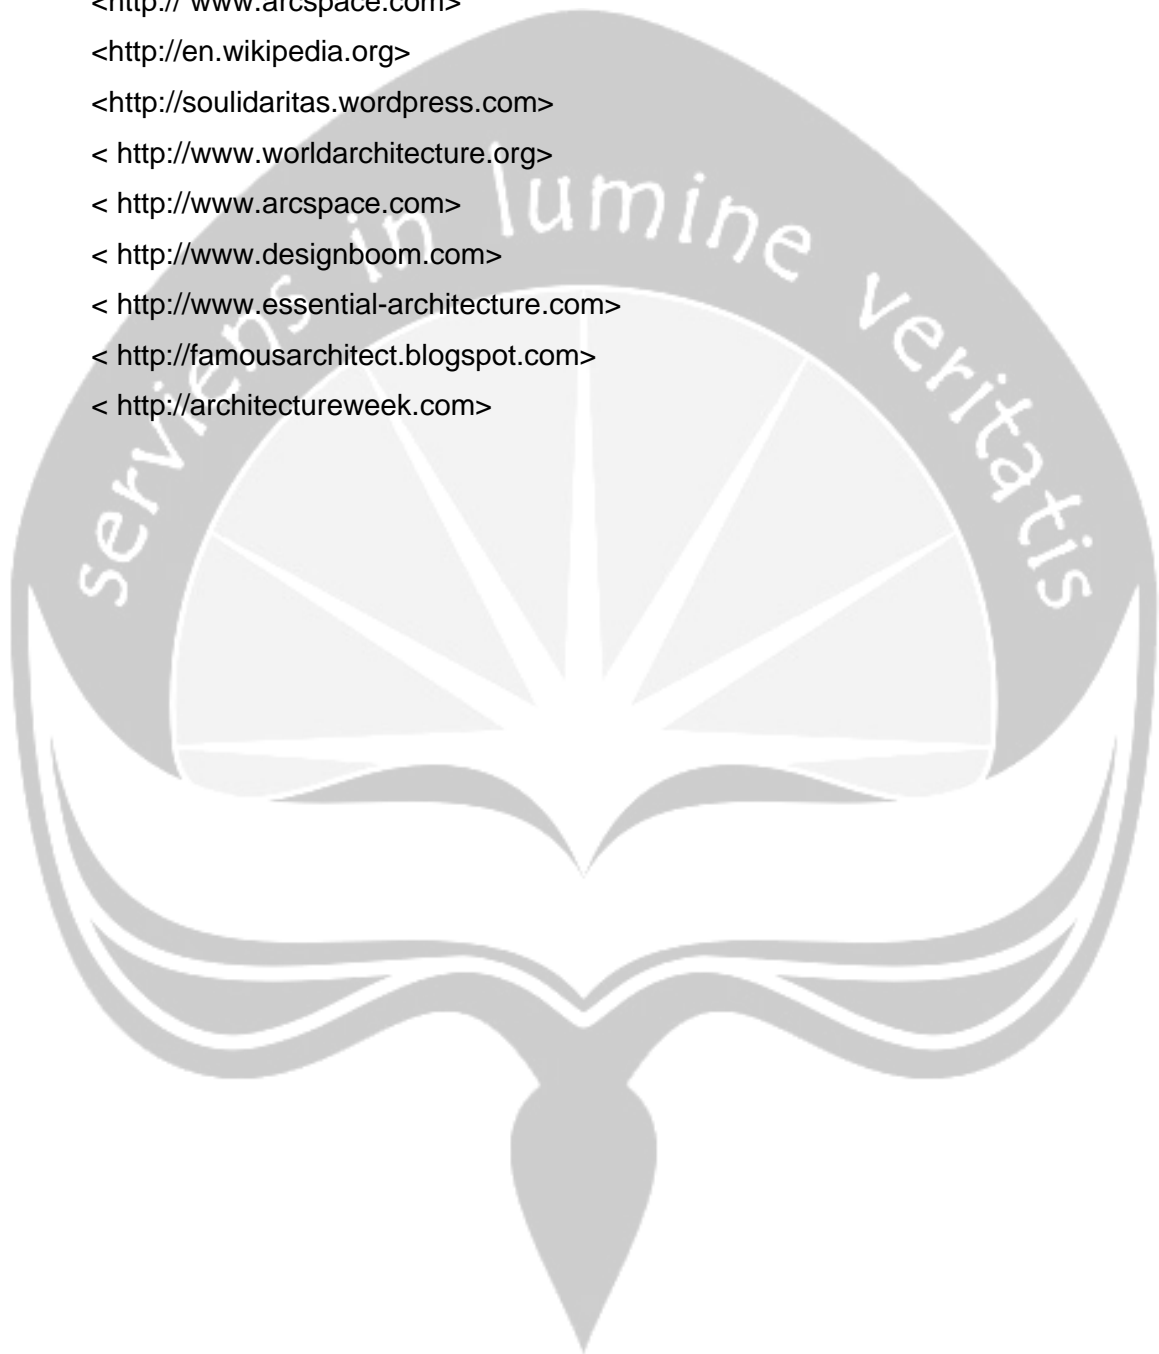 <http:// www.arcspace.com>
<http://en.wikipedia.org>
<http://soulidaritas.wordpress.com>
< http://www.worldarchitecture.org>
< http://www.arcspace.com>
< http://www.designboom.com>
< http://www.essential-architecture.com>
< http://famousarchitect.blogspot.com>
< http://architectureweek.com>
serviens in lumine veritatis